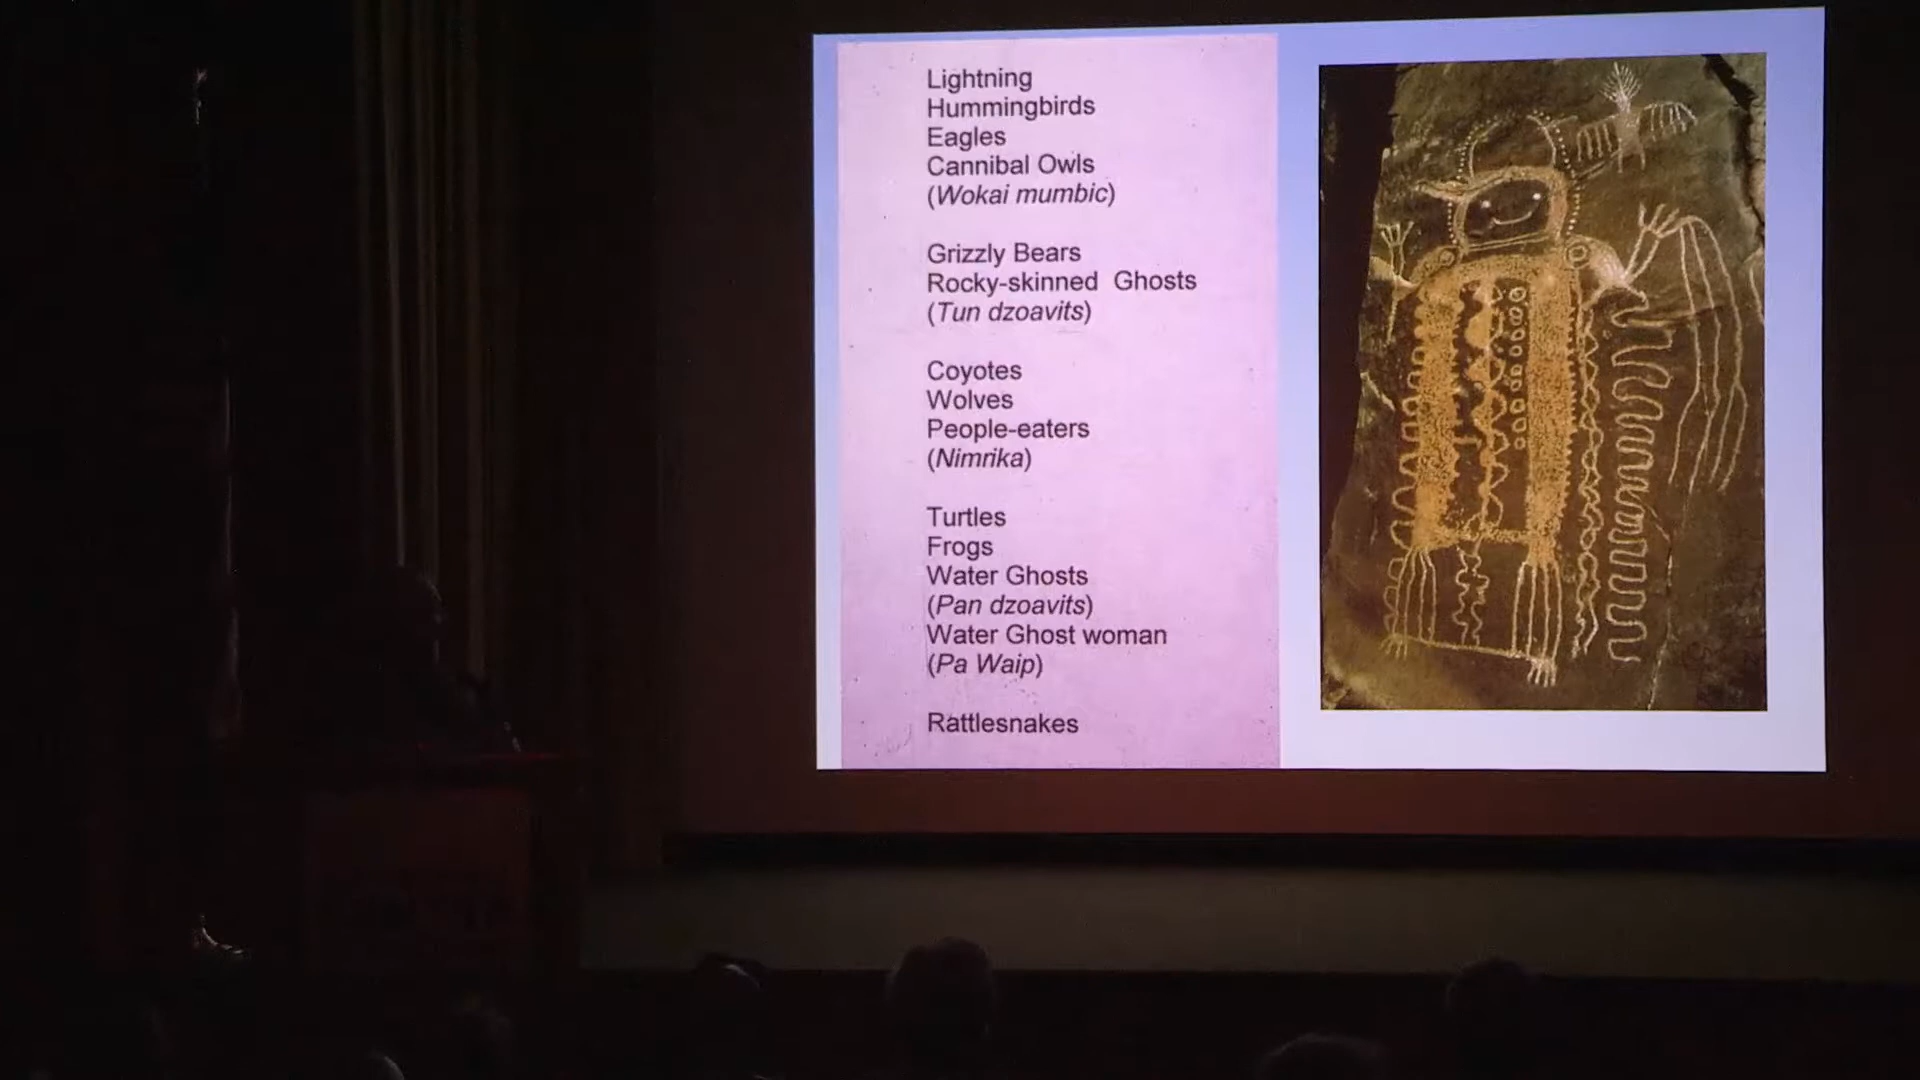 Lightning
Hummingbirds
Eagles
Cannibal Owls
(Wokai mumbic)
Grizzly Bears
Rocky-skinned Ghosts
(Tun dzoavits)
Coyotes
Wolves
People-eaters
(Nimrika)
Turtles
Frogs
Water Ghosts
(Pan dzoavits)
Water Ghost woman
(Pa Waip)
Rattlesnakes